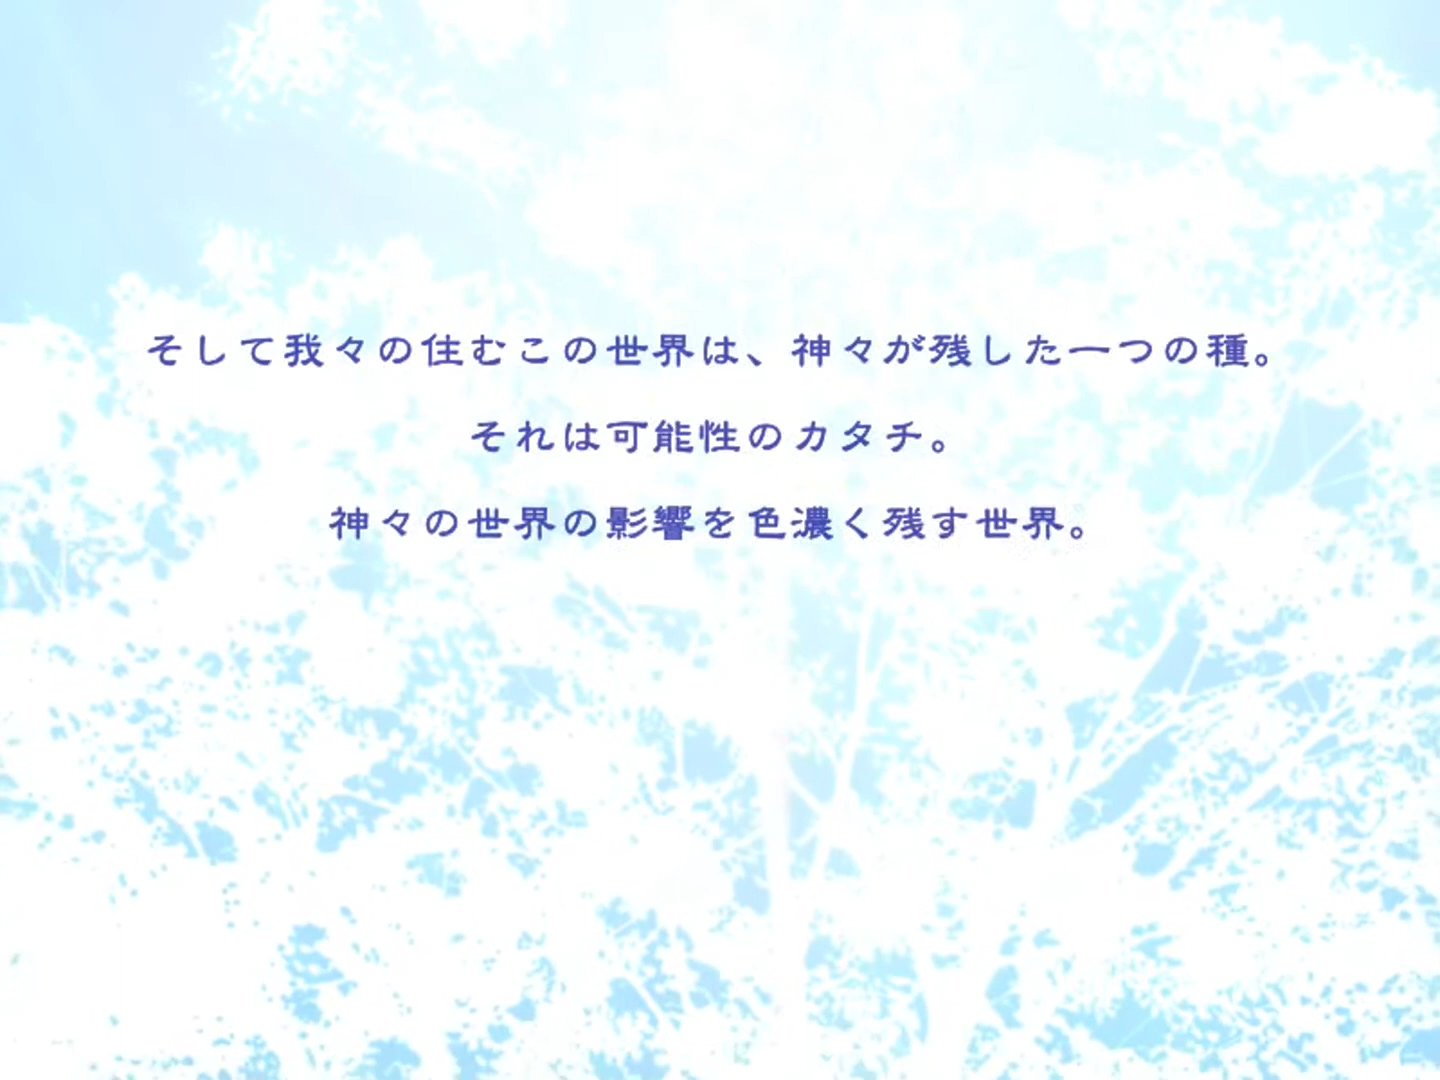 そして我々の住むこの世界は、神々が残した一つの種。
それは可能性のカタチ。
神々の世界の影響を色濃く残す世界。